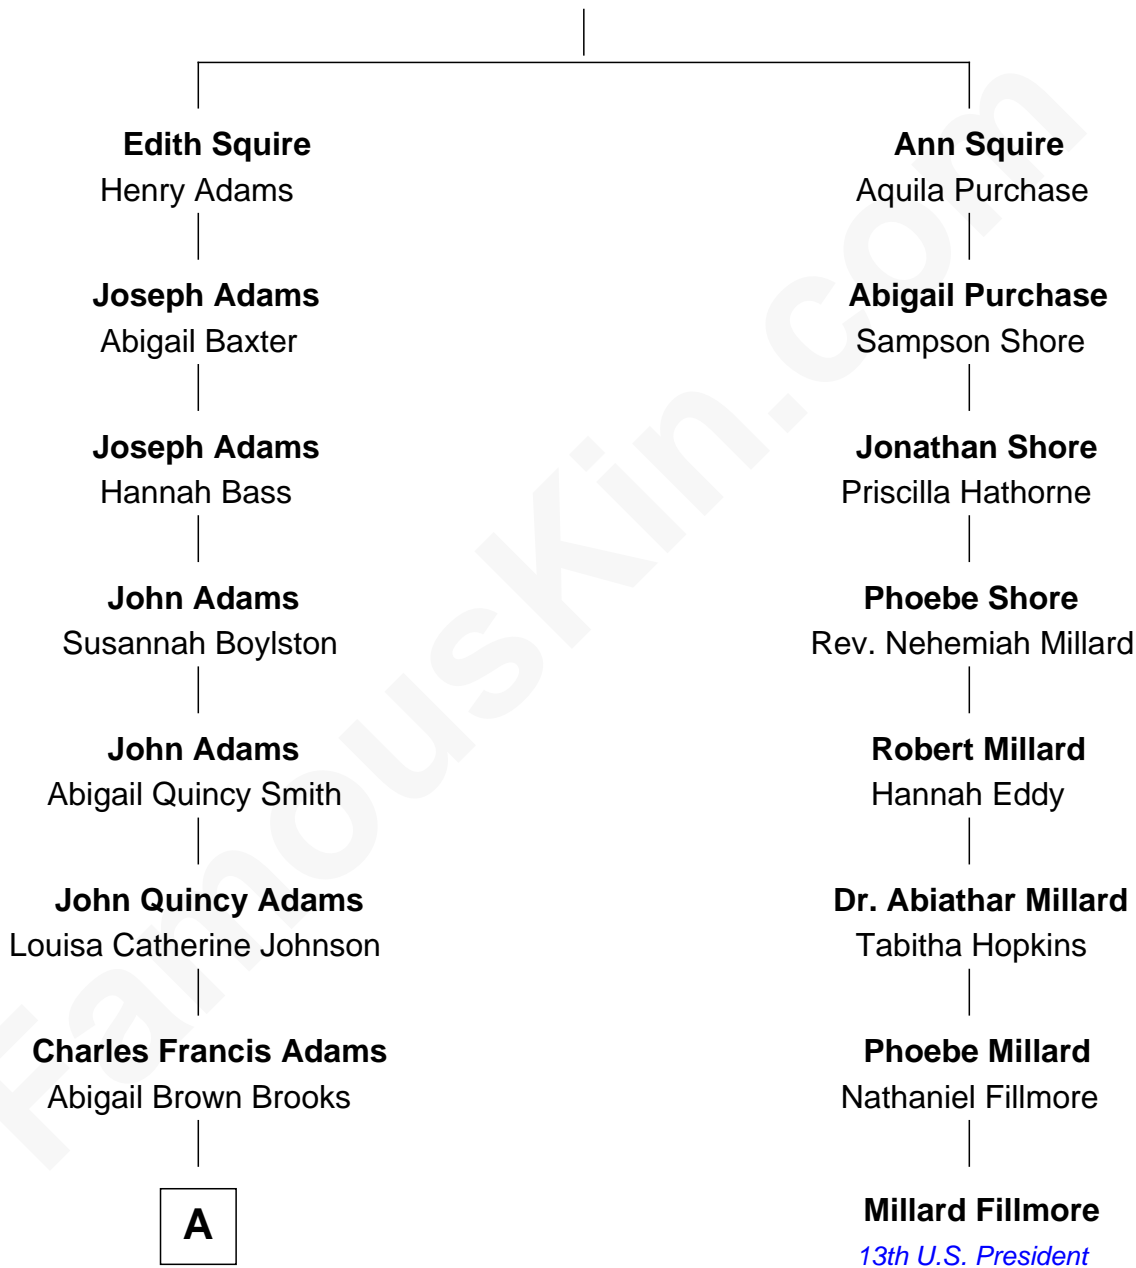 Edith Squire
Henry Adams
Joseph Adams
Abigail Baxter
Joseph Adams
Hannah Bass
John Adams
Susannah Boylston
John Adams
Abigail Quincy Smith
John Quincy Adams
Louisa Catherine Johnson
Charles Francis Adams
Abigail Brown Brooks
A
Ann Squire
Aquila Purchase
Abigail Purchase
Sampson Shore
Jonathan Shore
Priscilla Hathorne
Phoebe Shore
Rev. Nehemiah Millard
Robert Millard
Hannah Eddy
Dr. Abiathar Millard
Tabitha Hopkins
Phoebe Millard
Nathaniel Fillmore
Millard Fillmore
13th U.S. President
FamousKin.com